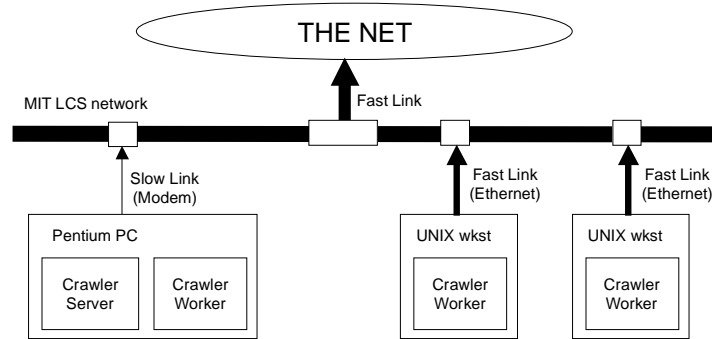 THE NET
Fast Link
MIT LCS network
Slow Link
(Modem)
Fast Link
(Ethernet)
Fast Link
(Ethernet)
Pentium PC
UNIX wkst
UNIX wkst
Crawler
Server
Crawler
Worker
Crawler
Worker
Crawler
Worker